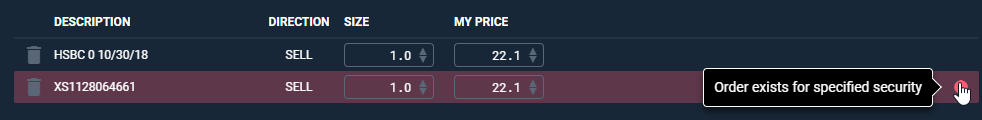 DESCRIPTION DIRECTION SIZE MY PRICE
HSBC 0 10/30/18 SELL 1.0 22.1
XS1128064661 SELL 1.0 22.1 Order exists for specified security